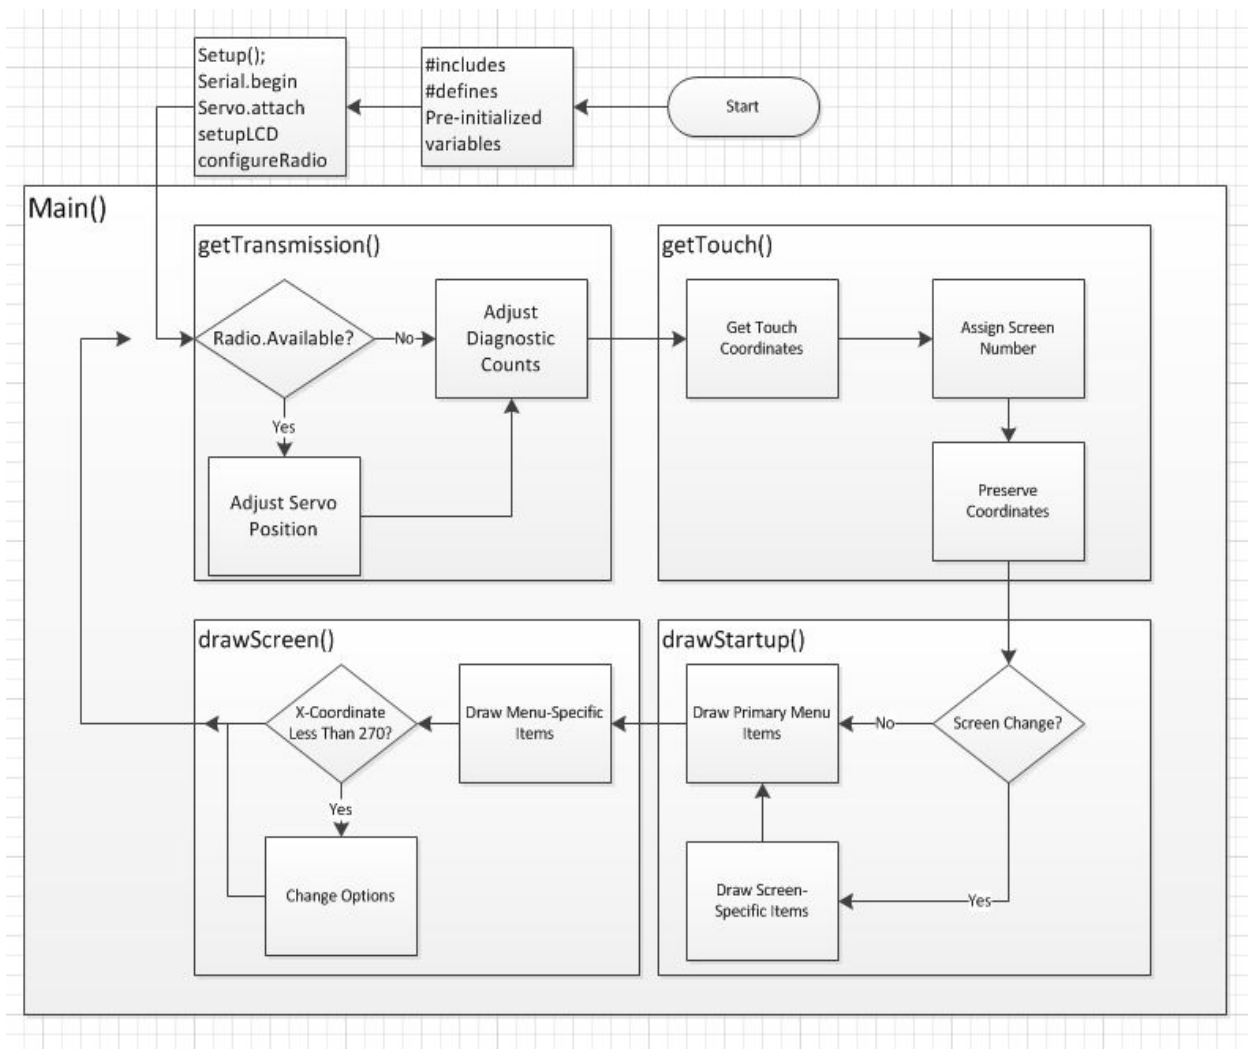 Setup();
Serial.begin
Servo.attach
setupLCD
configureRadio
#includes
#defines
Pre-initialized
variables
Start
Main()
getTransmission()
Radio.Available?
No
Adjust
Diagnostic
Counts
Yes
Adjust Servo
Position
getTouch()
Get Touch
Coordinates
Assign Screen
Number
Preserve
Coordinates
drawScreen()
X-Coordinate
Less Than 270?
Draw Menu-Specific
Items
Yes
Change Options
drawStartup()
Draw Primary Menu
Items
No
Screen Change?
Draw Screen-
Specific Items
Yes